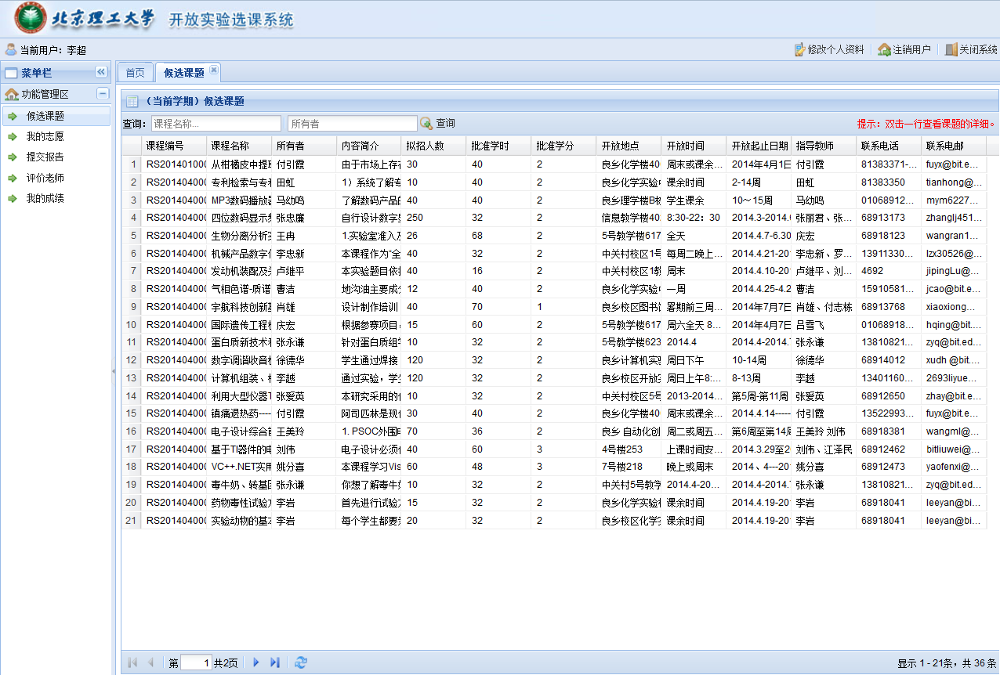 北京理工大学 开放实验选课系统
当前用户：李超 修改个人资料 注销用户 关闭系统
菜单栏 首页 候选课题
功能管理区 （当前学期）候选课题
候选课题
我的志愿
提交报告
评价老师
我的成绩
查询： 课程名称... 所有者 查询 提示：双击一行查看课题的详细。
课程编号 课程名称 所有者 内容简介 拟招人数 批准学时 批准学分 开放地点 开放时间 开放起止日期 指导教师 联系电话 联系电邮
1 RS201401000 从柑橘皮中提取 付引霞 由于市场上存在 30 40 2 良乡化学楼40 周末或课余... 2014年4月1日 付引霞 81383371-... fuyx@bit.e...
2 RS201404000 专利检索与专利 田虹 1）系统了解专 10 40 2 良乡化学实验 课余时间 2-14周 田虹 81383350 tianhong@...
3 RS201404000 MP3数码播放器 马幼鸣 了解数码产品的 40 40 2 良乡理学楼B 学生课余 10～15周 马幼鸣 01068912... mym6227...
4 RS201404000 四位数码显示 张忠廉 自行设计数字 250 32 2 信息教学楼40 8:30-22：30 2014.3-2014. 张丽君、张... 68913173 zhanglj451...
5 RS201404000 生物分离分析实 王冉 1.实验室准入及 26 68 2 5号教学楼617 全天 2014.4.7-6.30 庆宏 68918123 wangran1...
6 RS201404000 机械产品数字化 李忠新 本课程作为“全 40 32 2 中关村校区1号 每周二晚上... 2014.4.21-20 李忠新、罗... 13911330... lzx30526@...
7 RS201404000 发动机装配及 卢继平 本实验题目依 40 16 2 中关村校区1 周末 2014.4.10-20 卢继平、刘... 4692 jipingLu@...
8 RS201404000 气相色谱-质谱 曹洁 地沟油主要成分 12 40 2 良乡化学实验 一周 2014.4.25-4.2 曹洁 15910581... jcao@bit.e...
9 RS201404000 宇航科技创新 肖雄 设计制作培训 40 70 1 良乡校区图书馆 署期前三周... 2014年7月7日 肖雄、付志栋 68913768 xiaoxiong...
10 RS201404000 国际遗传工程机 庆宏 根据参赛项目 15 60 2 5号教学楼617 周六全天 8... 2014年4月7日 吕雪飞 01068918... hqing@bit....
11 RS201404000 蛋白质新技术和 张永谦 针对蛋白质组学 10 32 2 5号教学楼623 2014.4 2014.4-2014. 张永谦 13810821... zyq@bit.ed...
12 RS201404000 数字调谐收音机 徐德华 学生通过焊接 120 32 2 良乡计算机实 周日下午 10-14周 徐德华 68914012 xudh @bit....
13 RS201404000 计算机组装、 李越 通过实验，学生 120 32 2 良乡校区开放 周日上午8:... 8-13周 李越 13401160... 2693liyue...
14 RS201404000 利用大型仪器 张爱英 本研究采用的 10 32 2 中关村校区5号 2013-2014... 第5周-第11周 张爱英 68912650 zhay@bit.e...
15 RS201404000 镇痛退热药---- 付引霞 阿司匹林是现 30 40 2 良乡化学楼40 周末或课余... 2014.4.14----- 付引霞 13522993... fuyx@bit.e...
16 RS201404000 电子设计综合 王美玲 1. PSOC外围 70 36 2 良乡 自动化创 周二或周五... 第6周至第14周 王美玲 刘伟 68918381 wangml@...
17 RS201404000 基于TI器件的电 刘伟 电子设计必须 40 60 3 4号楼253 上课时间安... 2014.3.29至2 刘伟、江泽民 68912462 bitliuwei@...
18 RS201404000 VC++.NET实用 姚分喜 本课程学习Vis 60 48 3 7号楼218 晚上或周末 2014、4---20 姚分喜 68912473 yaofenxi@...
19 RS201404000 毒牛奶、转基因 张永谦 你想了解毒牛奶 10 32 2 中关村5号教学 2014.4-20... 2014.4-2014. 张永谦 13810821... zyq@bit.ed...
20 RS201404000 药物毒性试验 李岩 首先进行试验 15 32 2 良乡化学实验 课余时间 2014.4.19-20 李岩 68918041 leeyan@bi...
21 RS201404000 实验动物的基本 李岩 每个学生都要 20 32 2 良乡校区化学 课余时间 2014.4.19-20 李岩 68918041 leeyan@bi...
第 1 共2页 显示 1 - 21条，共 36 条